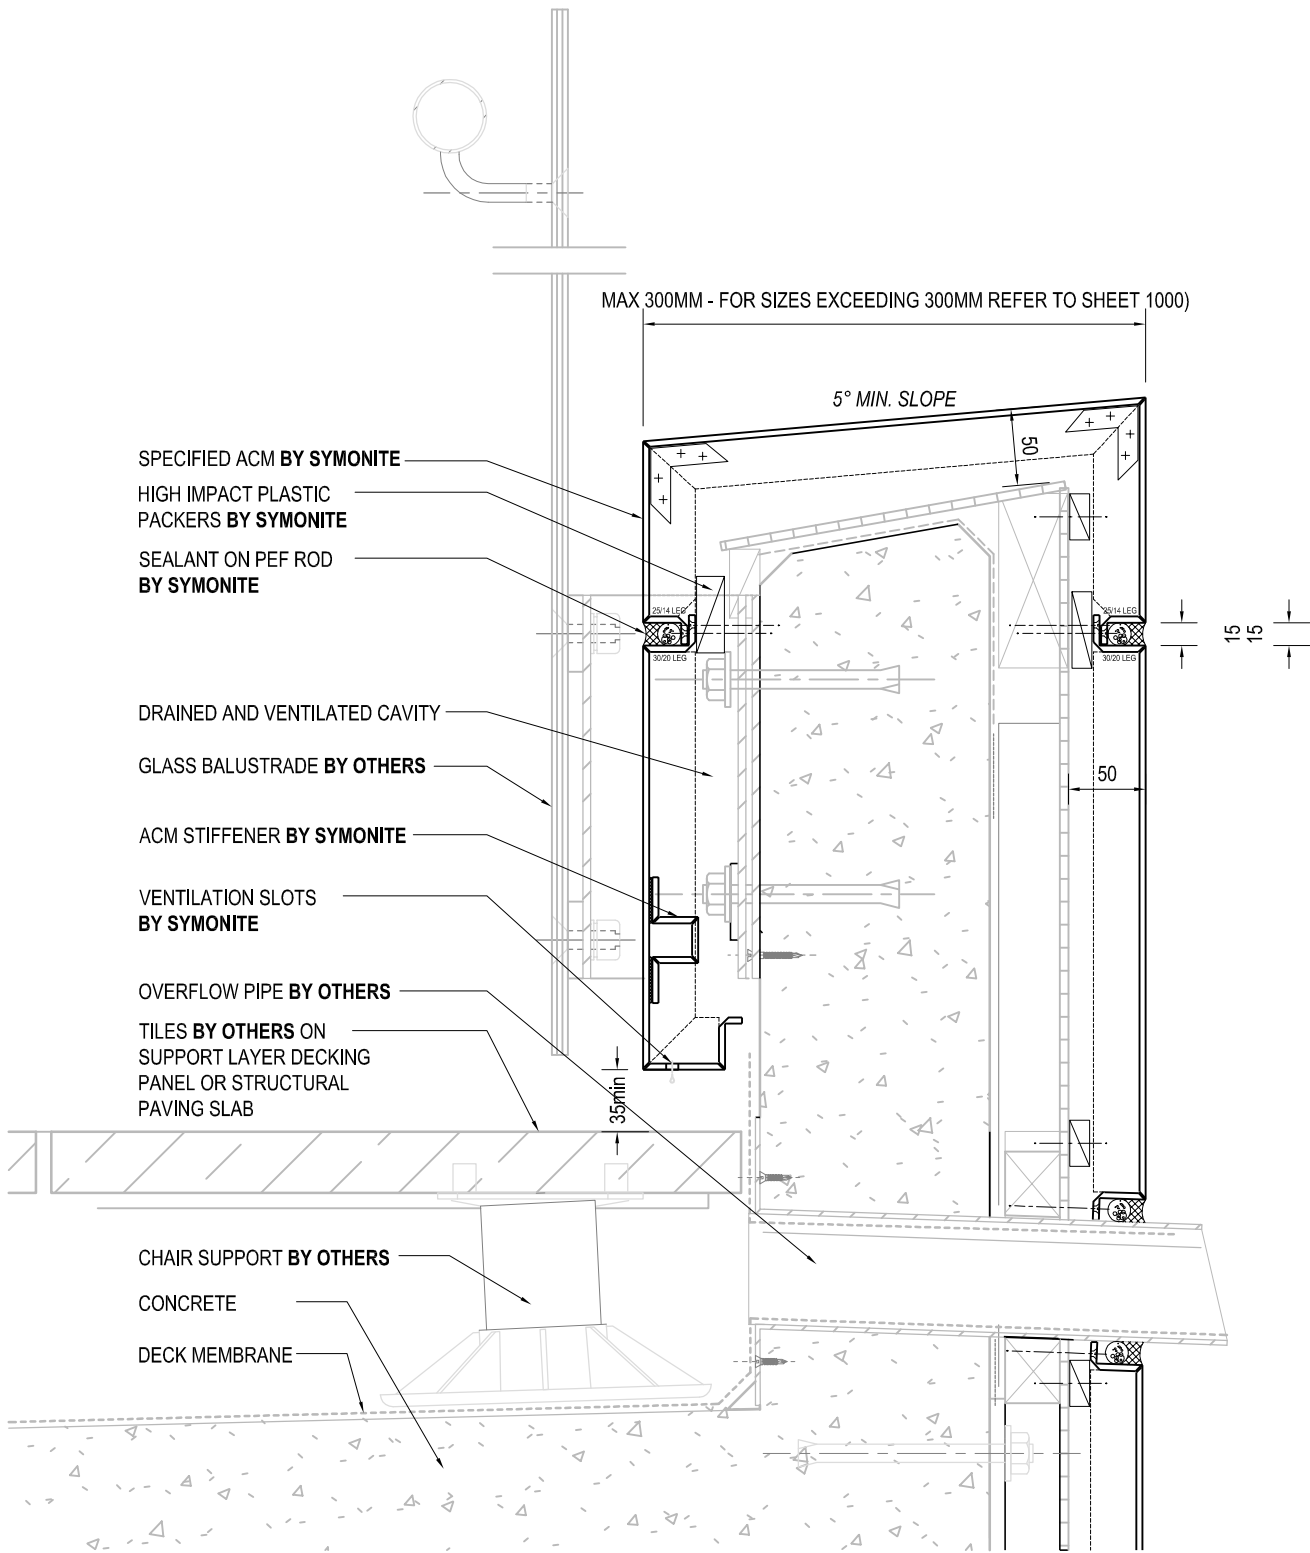 MAX 300MM - FOR SIZES EXCEEDING 300MM REFER TO SHEET 1000)
5° MIN. SLOPE
50
SPECIFIED ACM BY SYMONITE
HIGH IMPACT PLASTIC
PACKERS BY SYMONITE
SEALANT ON PEF ROD
BY SYMONITE
25/14 LEG
25/14 LEG
30/20 LEG
30/20 LEG
15
15
DRAINED AND VENTILATED CAVITY
GLASS BALUSTRADE BY OTHERS
50
ACM STIFFENER BY SYMONITE
VENTILATION SLOTS
BY SYMONITE
OVERFLOW PIPE BY OTHERS
TILES BY OTHERS ON
SUPPORT LAYER DECKING
PANEL OR STRUCTURAL
PAVING SLAB
35min
CHAIR SUPPORT BY OTHERS
CONCRETE
DECK MEMBRANE